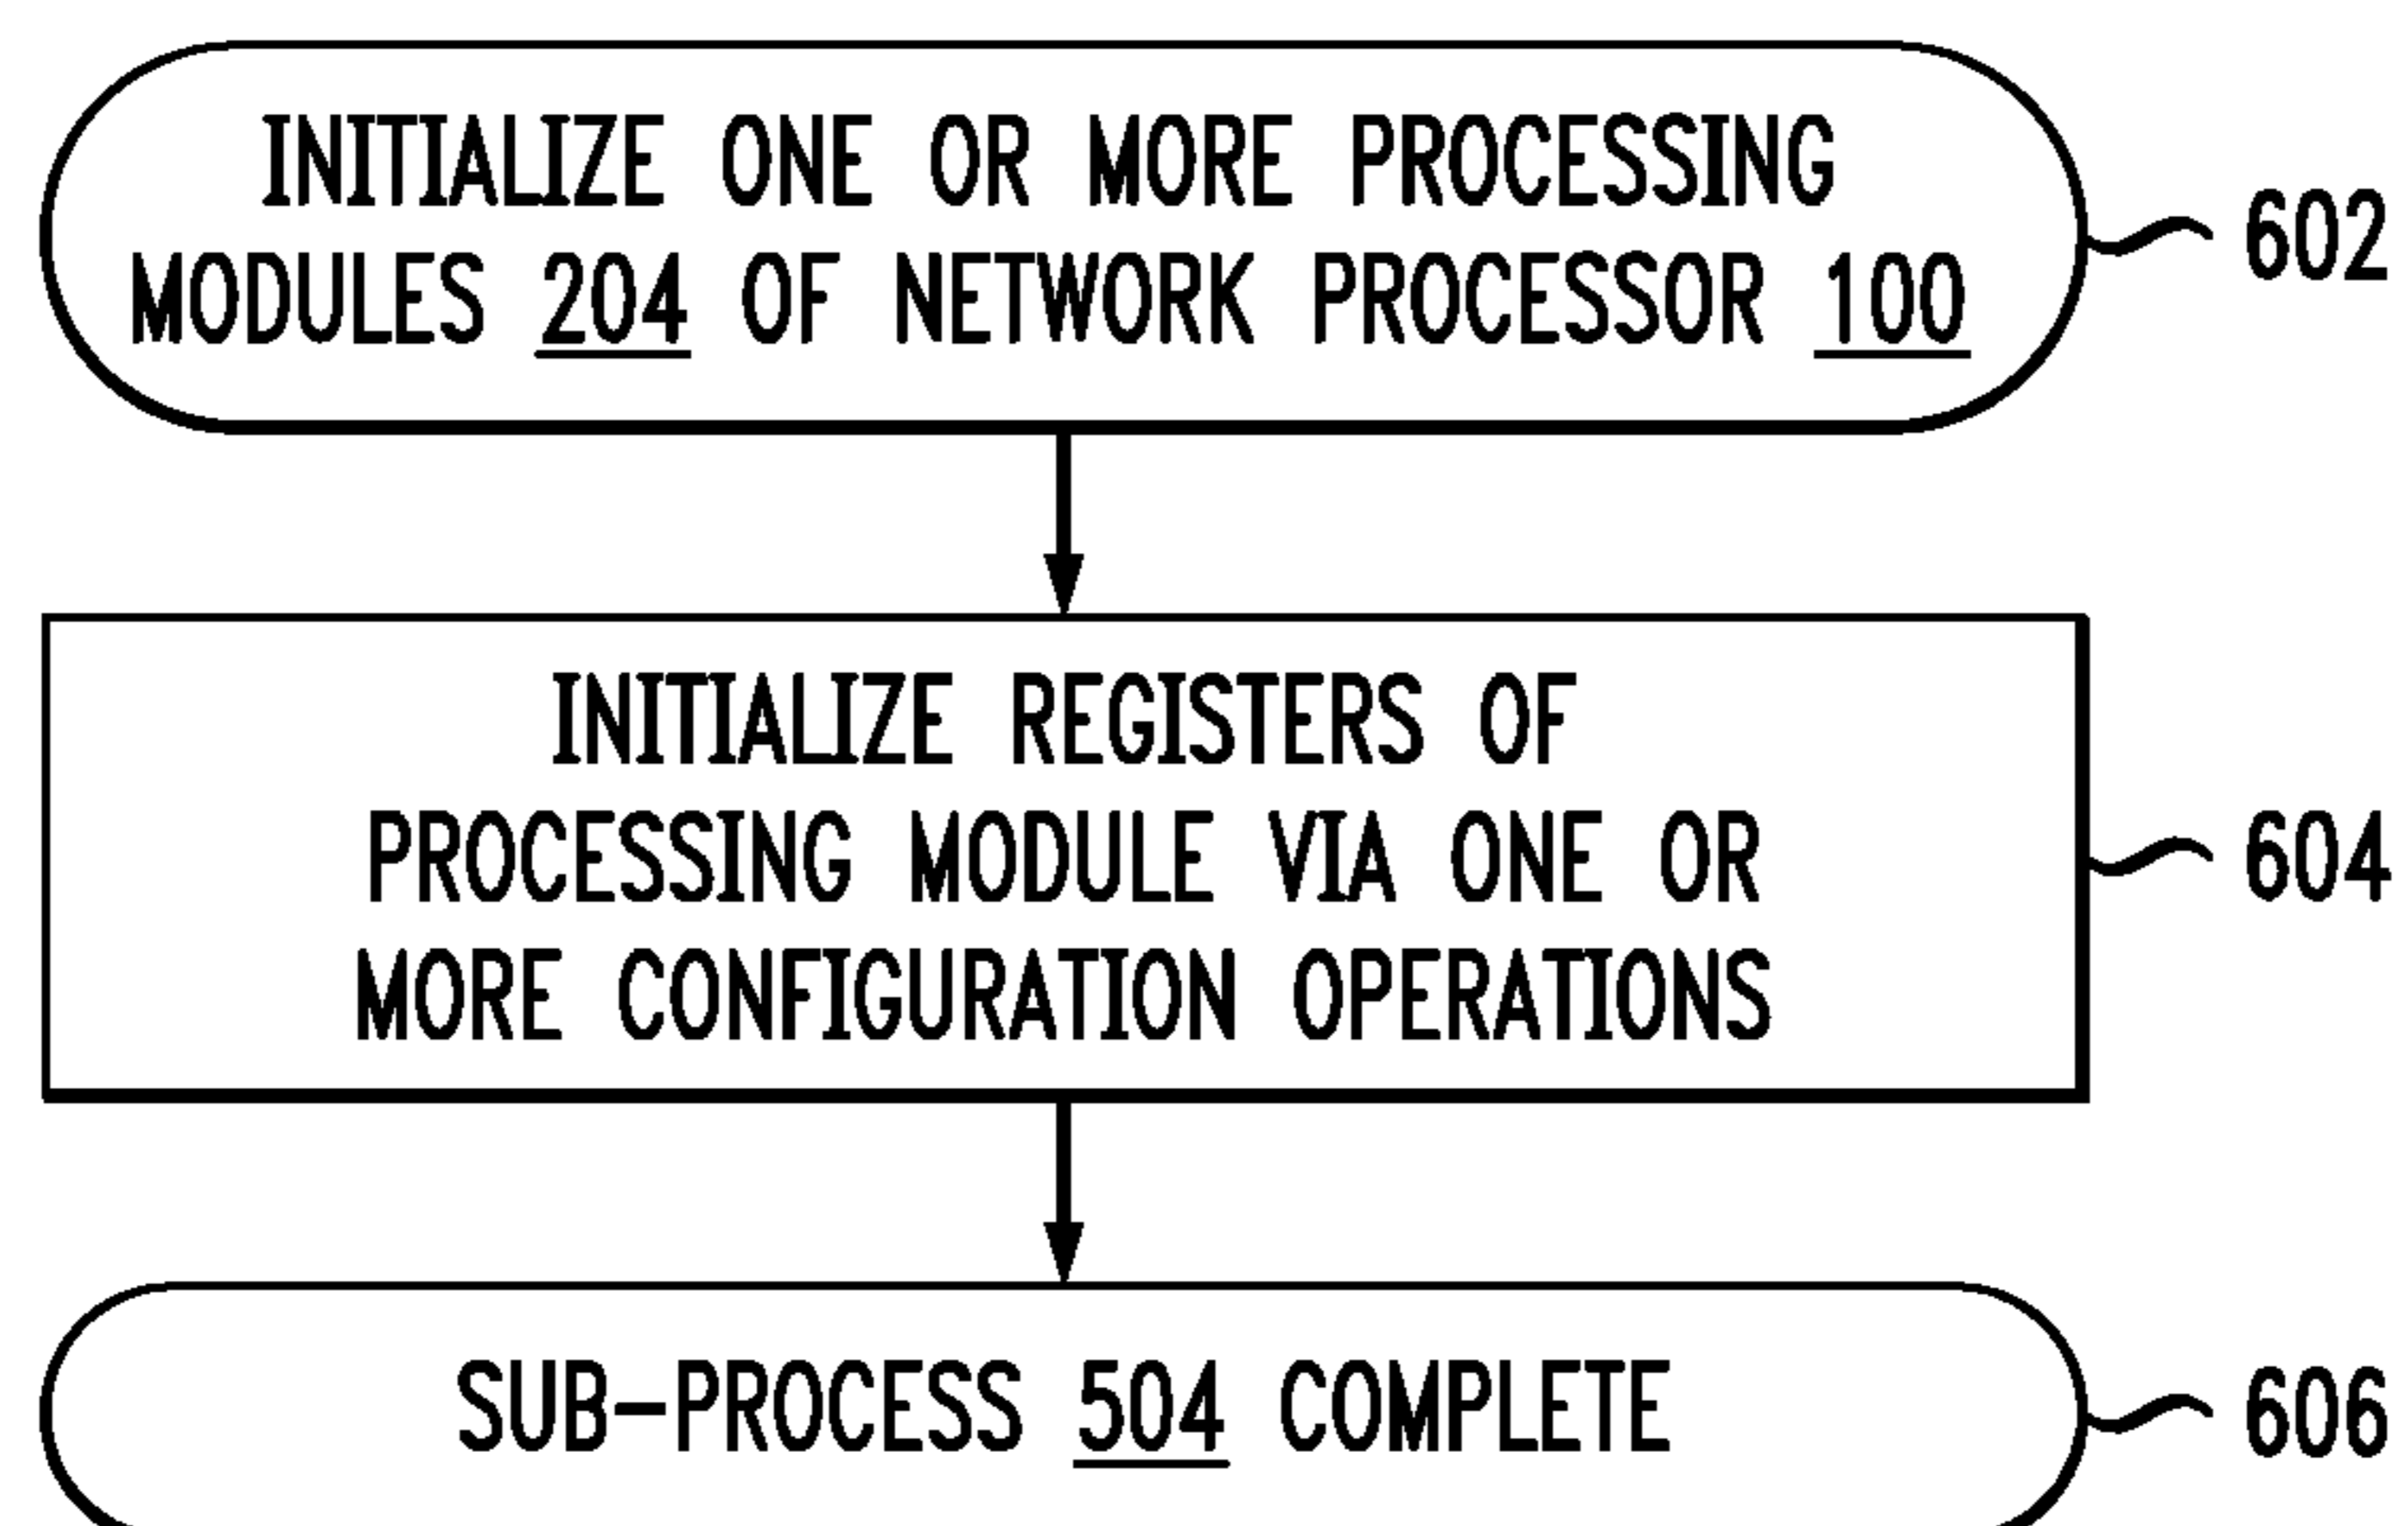 INITIALIZE ONE OR MORE PROCESSING
MODULES 204 OF NETWORK PROCESSOR 100
602
INITIALIZE REGISTERS OF
PROCESSING MODULE VIA ONE OR
MORE CONFIGURATION OPERATIONS
604
SUB-PROCESS 504 COMPLETE
606